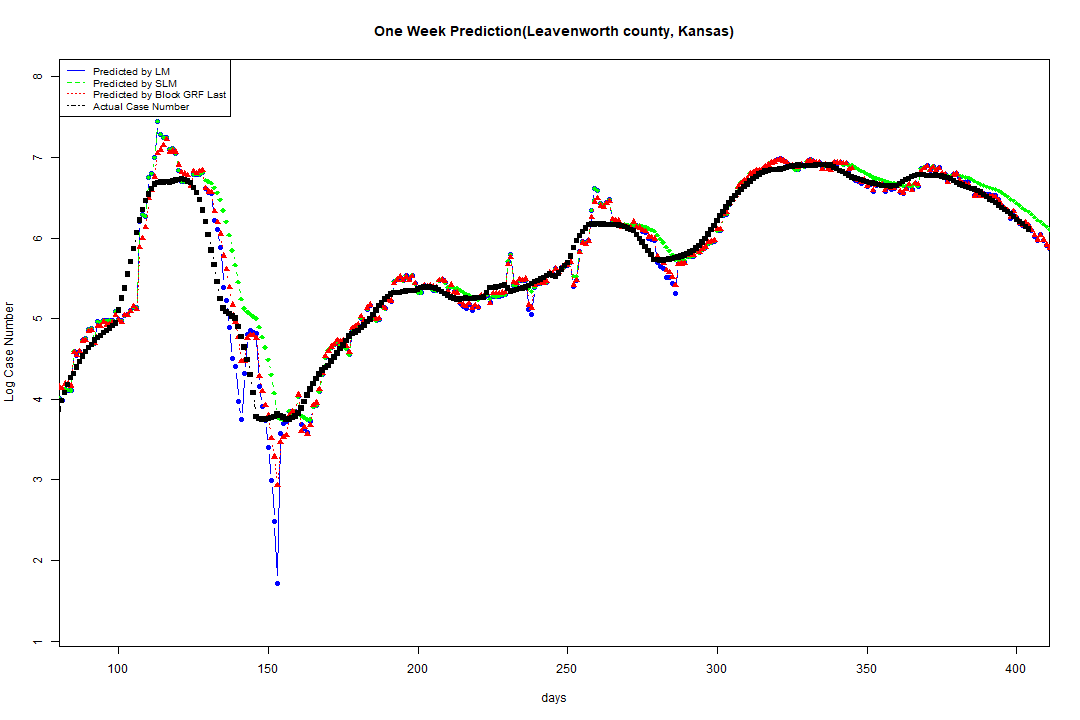 One Week Prediction(Leavenworth county, Kansas)
Predicted by LM
Predicted by SLM
Predicted by Block GRF Last
Actual Case Number
8
7
6
5
4
3
2
1
Log Case Number
100 150 200 250 300 350 400
days